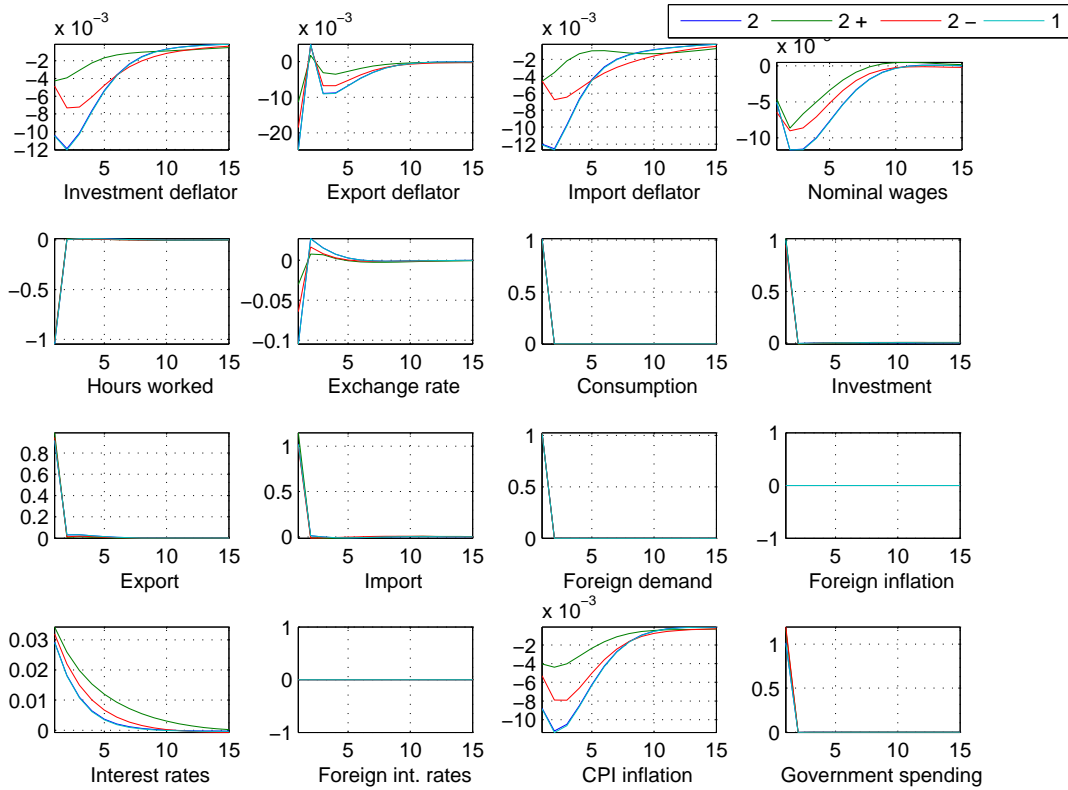 2 2 + 2 − 1
x 10⁻³ x 10⁻³ x 10⁻³
−2 −4 −6 −8 −10 −12
5 10 15
Investment deflator
0 −10 −20
5 10 15
Export deflator
−2 −4 −6 −8 −10 −12
5 10 15
Import deflator
0 −5 −10
5 10 15
Nominal wages
0 −0.5 −1
5 10 15
Hours worked
0 −0.05 −0.1
5 10 15
Exchange rate
1 0.5 0
5 10 15
Consumption
1 0.5 0
5 10 15
Investment
0.8 0.6 0.4 0.2 0
5 10 15
Export
1 0.5 0
5 10 15
Import
1 0.5 0
5 10 15
Foreign demand
1 0 −1
5 10 15
Foreign inflation
0.03 0.02 0.01 0
5 10 15
Interest rates
1 0 −1
5 10 15
Foreign int. rates
x 10⁻³
−2 −4 −6 −8 −10
5 10 15
CPI inflation
1 0.5 0
5 10 15
Government spending